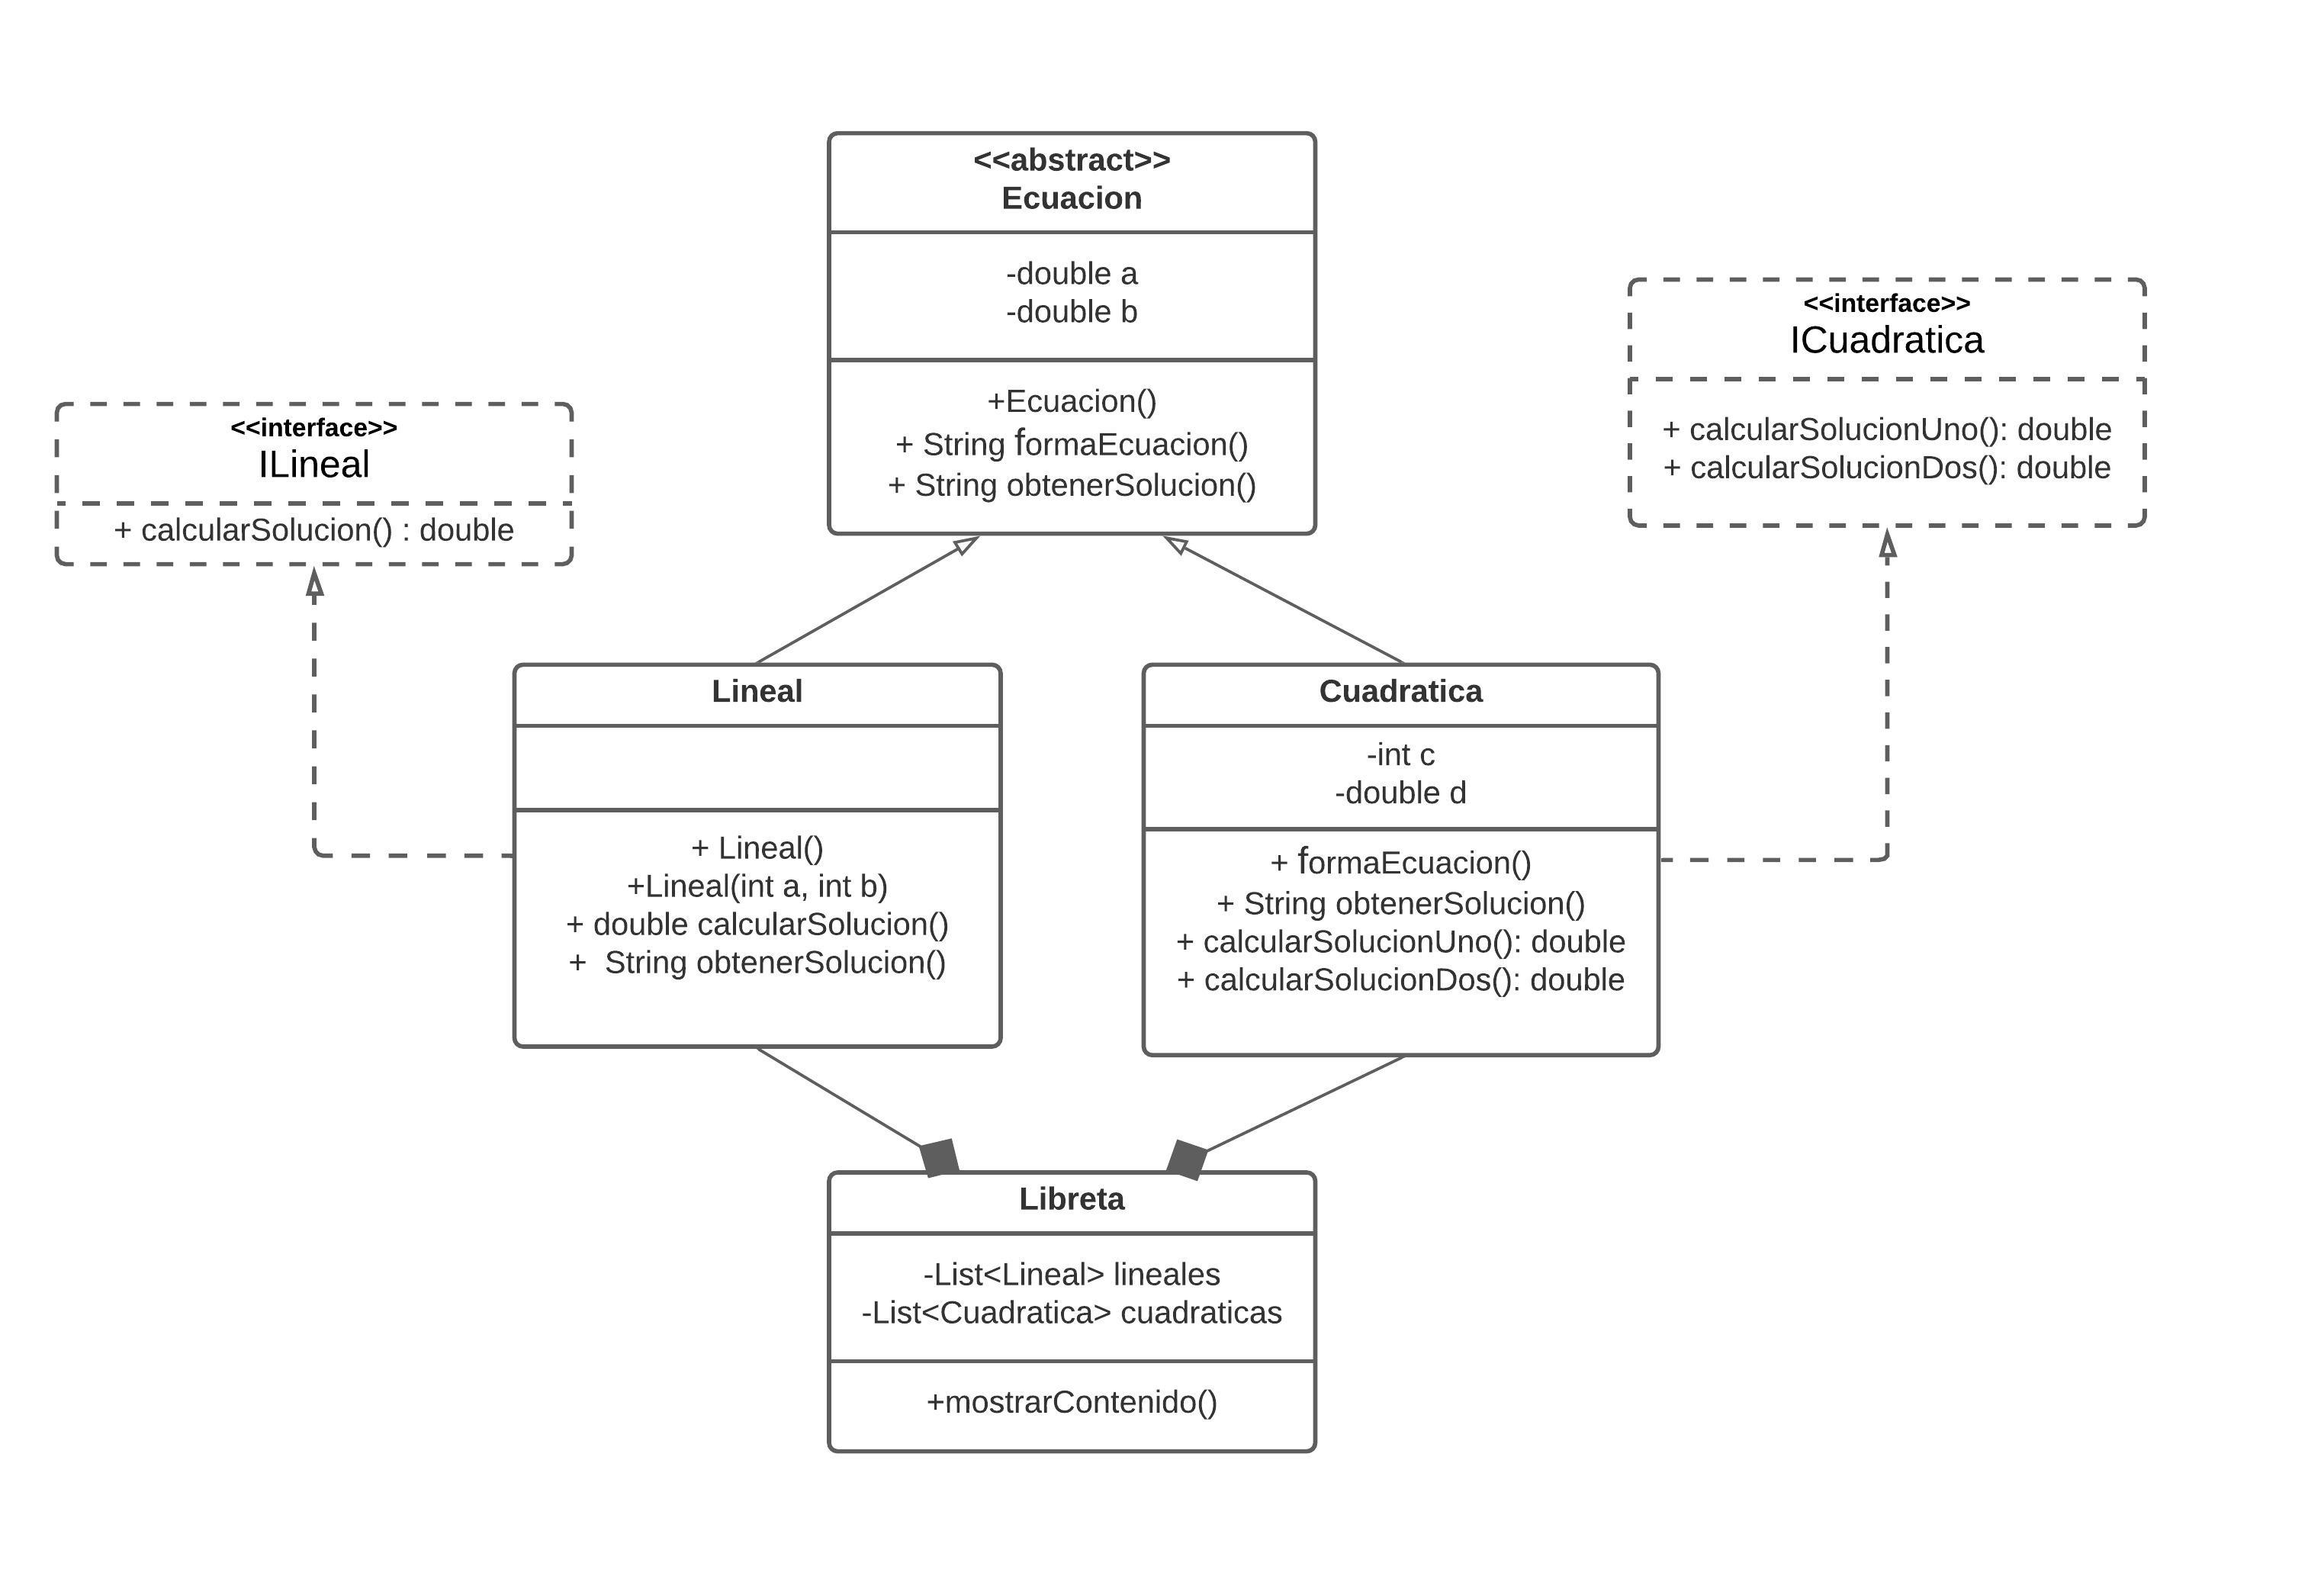 <<abstract>>
Ecuacion
-double a
-double b
+Ecuacion()
+ String formaEcuacion()
+ String obtenerSolucion()
<<interface>>
ICuadratica
+ calcularSolucionUno(): double
+ calcularSolucionDos(): double
<<interface>>
ILineal
+ calcularSolucion() : double
Lineal
+ Lineal()
+Lineal(int a, int b)
+ double calcularSolucion()
+  String obtenerSolucion()
Cuadratica
-int c
-double d
+ formaEcuacion()
+ String obtenerSolucion()
+ calcularSolucionUno(): double
+ calcularSolucionDos(): double
Libreta
-List<Lineal> lineales
-List<Cuadratica> cuadraticas
+mostrarContenido()